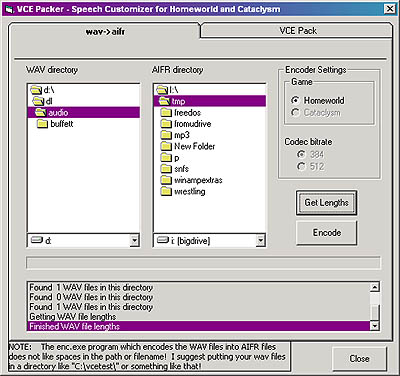 VCE Packer - Speech Customizer for Homeworld and Cataclysm
wav->aifr
VCE Pack
WAV directory
AIFR directory
d:\
dl
audio
buffett
I:\
tmp
freedos
fromudrive
mp3
New Folder
p
snfs
winampextras
wrestling
d:
i: [bigdrive]
Encoder Settings
Game
Homeworld
Cataclysm
Codec bitrate
384
512
Get Lengths
Encode
Found  1 WAV files in this directory
Found  0 WAV files in this directory
Found  1 WAV files in this directory
Getting WAV file lengths
Finished WAV file lengths
NOTE:   The enc.exe program which encodes the WAV files into AIFR files
does not like spaces in the path or filename!  I suggest putting your wav files
in a directory like "C:\vcetest\" or something like that!
Close